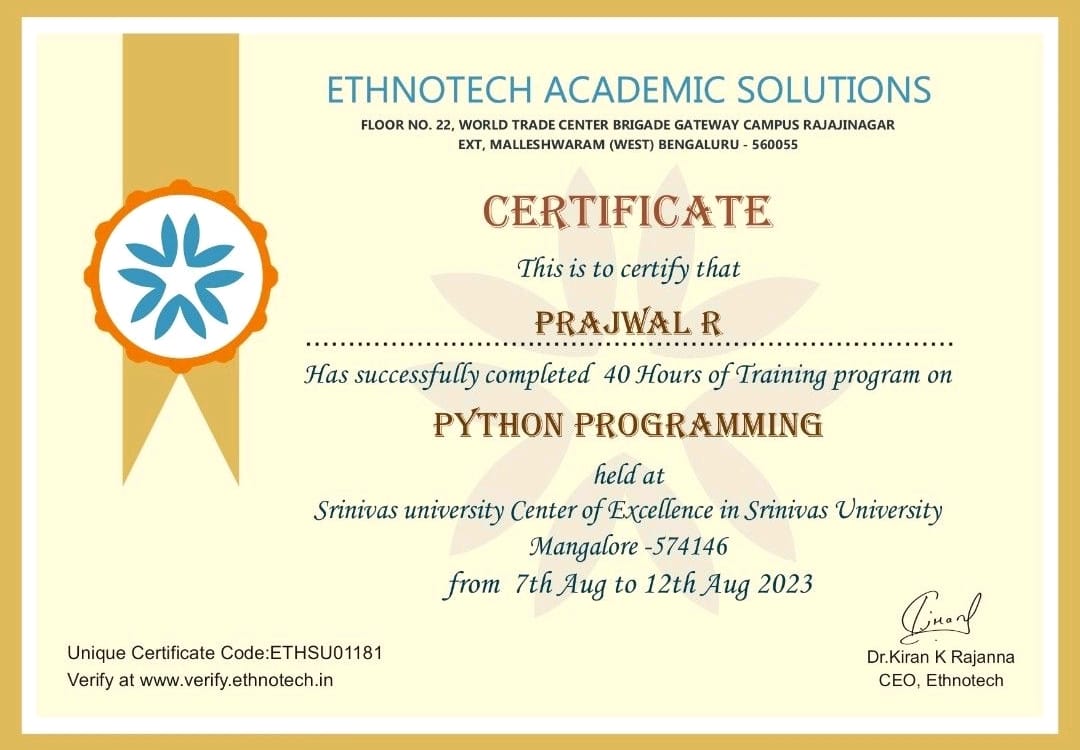 ETHNOTECH ACADEMIC SOLUTIONS
FLOOR NO. 22, WORLD TRADE CENTER BRIGADE GATEWAY CAMPUS RAJAJINAGAR
EXT, MALLESHWARAM (WEST) BENGALURU - 560055
CERTIFICATE
This is to certify that
PRAJWAL R
Has successfully completed 40 Hours of Training program on
PYTHON PROGRAMMING
held at
Srinivas university Center of Excellence in Srinivas University
Mangalore -574146
from 7th Aug to 12th Aug 2023
Unique Certificate Code:ETHSU01181
Verify at www.verify.ethnotech.in
Dr.Kiran K Rajanna
CEO, Ethnotech